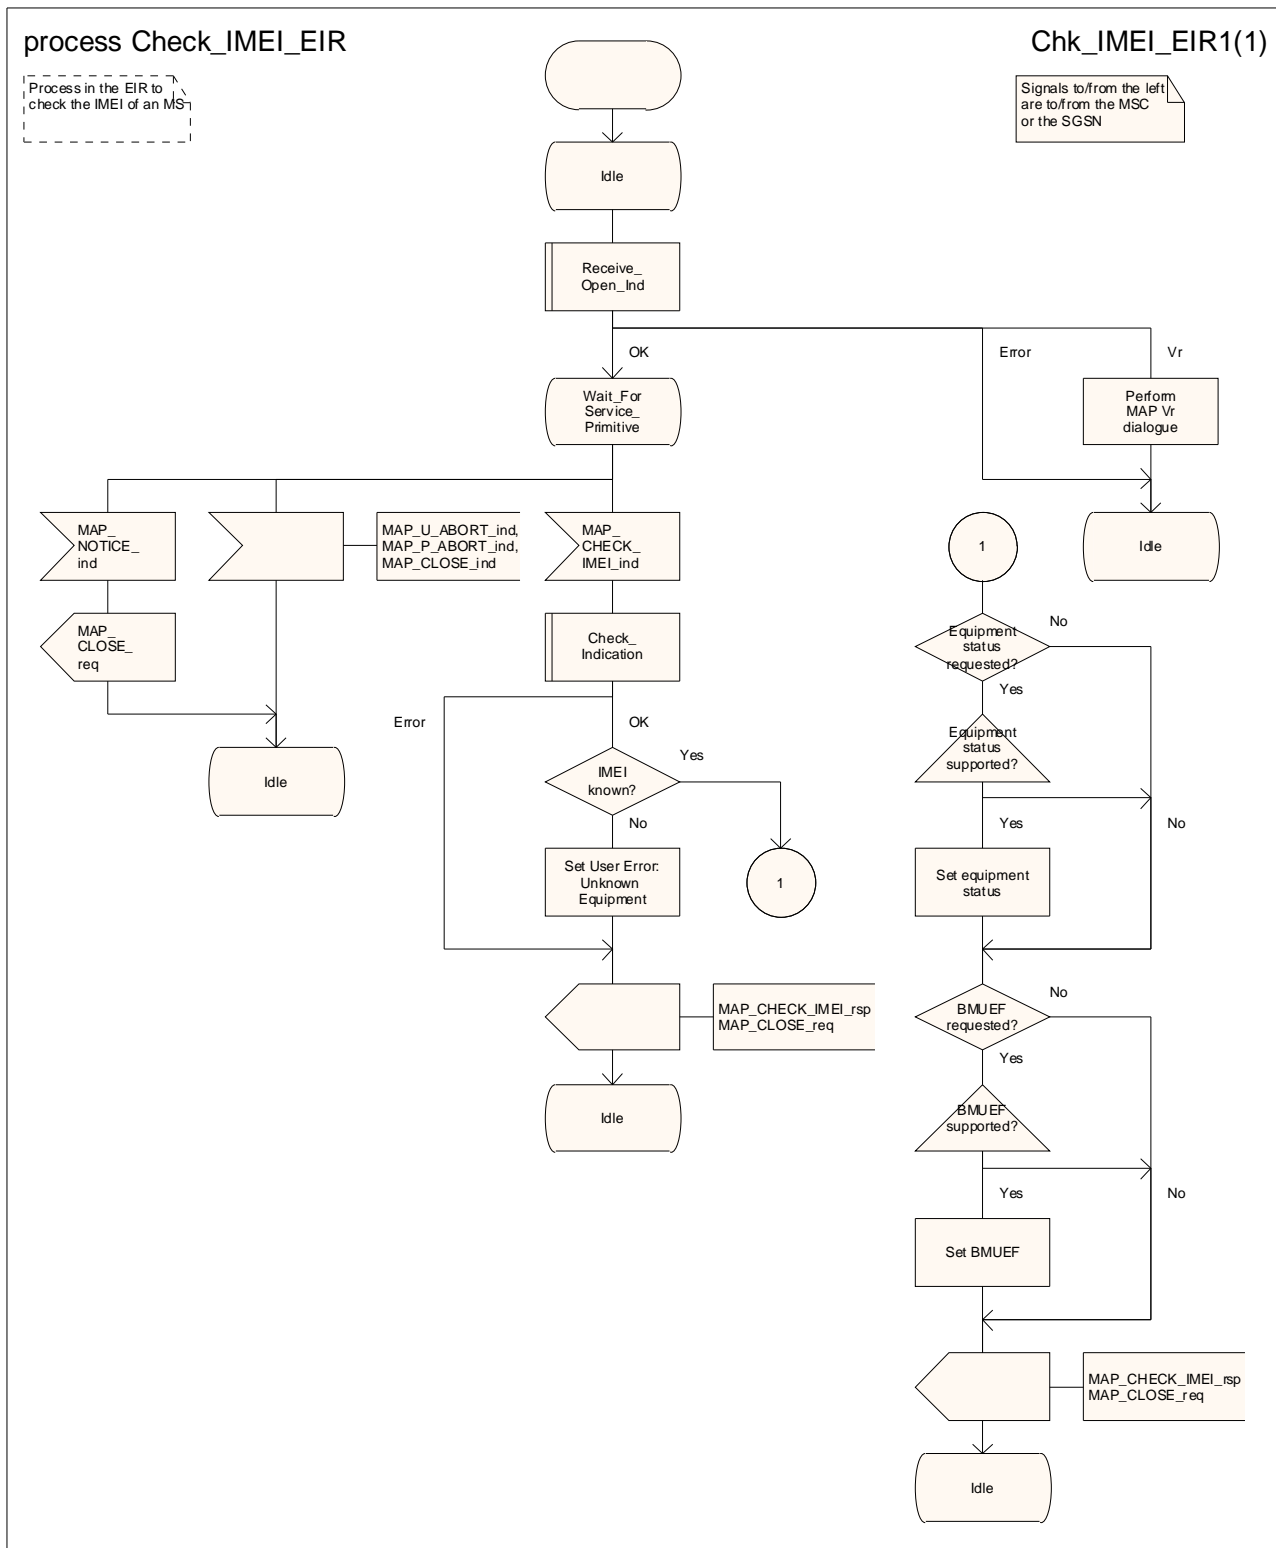 process Check_IMEI_EIR
Chk_IMEI_EIR1(1)
Process in the EIR to
check the IMEI of an MS
Signals to/from the left
are to/from the MSC
or the SGSN
Idle
Receive_
Open_Ind
OK
Error
Vr
Wait_For
Service_
Primitive
Perform
MAP Vr
dialogue
MAP_
NOTICE_
ind
MAP_U_ABORT_ind,
MAP_P_ABORT_ind,
MAP_CLOSE_ind
MAP_
CHECK_
IMEI_ind
1
Idle
MAP_
CLOSE_
req
Check_
Indication
Equipment
status
requested?
No
Yes
Error
OK
Equipment
status
supported?
Idle
IMEI
known?
Yes
No
Yes
No
Set User Error:
Unknown
Equipment
1
Set equipment
status
MAP_CHECK_IMEI_rsp
MAP_CLOSE_req
BMUEF
requested?
No
Yes
Idle
BMUEF
supported?
Yes
No
Set BMUEF
MAP_CHECK_IMEI_rsp
MAP_CLOSE_req
Idle